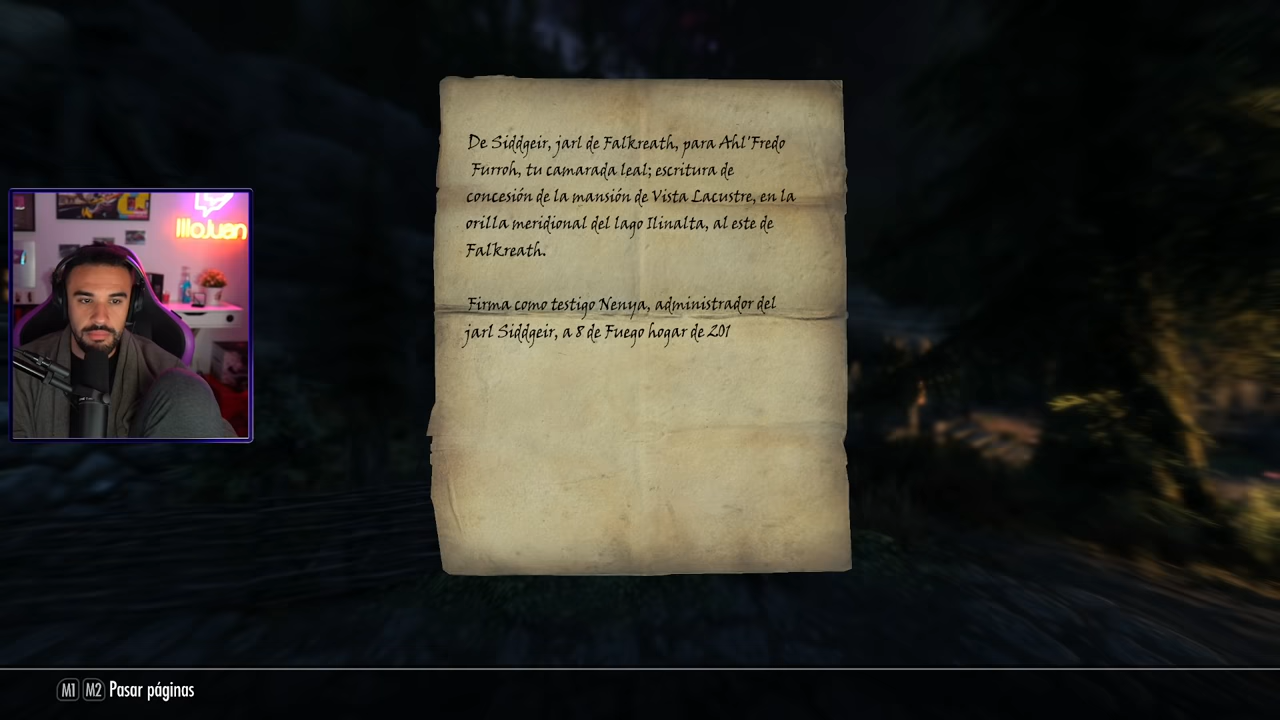 De Siddgeir, jarl de Falkreath, para Ahl'Fredo
Furroh, tu camarada leal; escritura de
concesión de la mansión de Vista Lacustre, en la
orilla meridional del lago Ilinalta, al este de
Falkreath.
Firma como testigo Nenya, administrador del
jarl Siddgeir, a 8 de Fuego hogar de 201
IlloJuan
M1 M2 Pasar páginas